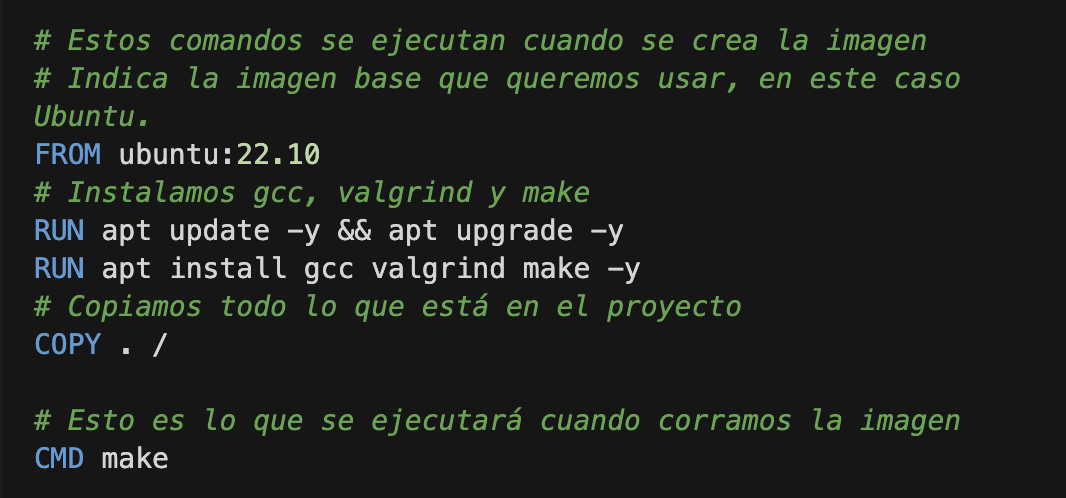 # Estos comandos se ejecutan cuando se crea la imagen
# Indica la imagen base que queremos usar, en este caso
Ubuntu.
FROM ubuntu:22.10
# Instalamos gcc, valgrind y make
RUN apt update -y && apt upgrade -y
RUN apt install gcc valgrind make -y
# Copiamos todo lo que está en el proyecto
COPY . /
# Esto es lo que se ejecutará cuando corramos la imagen
CMD make